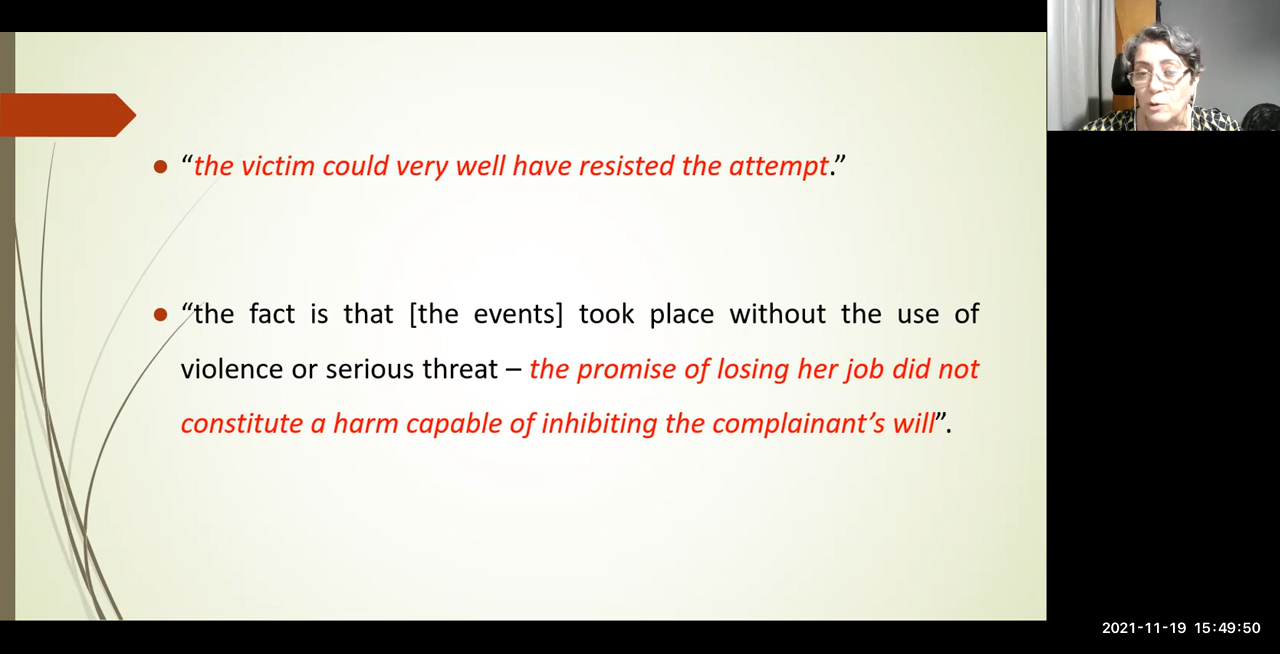 “the victim could very well have resisted the attempt.”
“the fact is that [the events] took place without the use of
violence or serious threat – the promise of losing her job did not
constitute a harm capable of inhibiting the complainant’s will”.
2021-11-19 15:49:50